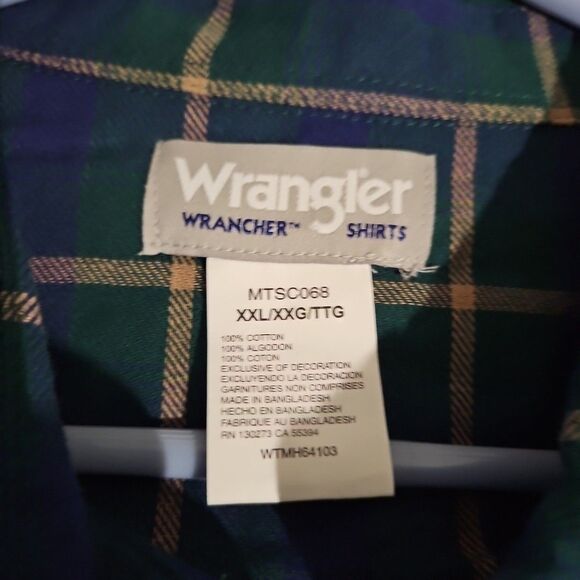 Wrangler
WRANCHER™ SHIRTS
MTSC068
XXL/XXG/TTG
100% COTTON
100% ALGODON
100% COTON
EXCLUSIVE OF DECORATION
EXCLUYENDO LA DECORACION
GARNITURES NON COMPRISES
MADE IN BANGLADESH
HECHO EN BANGLADESH
FABRIQUE AU BANGLADESH
RN 130273 CA 55394
WTMH64103